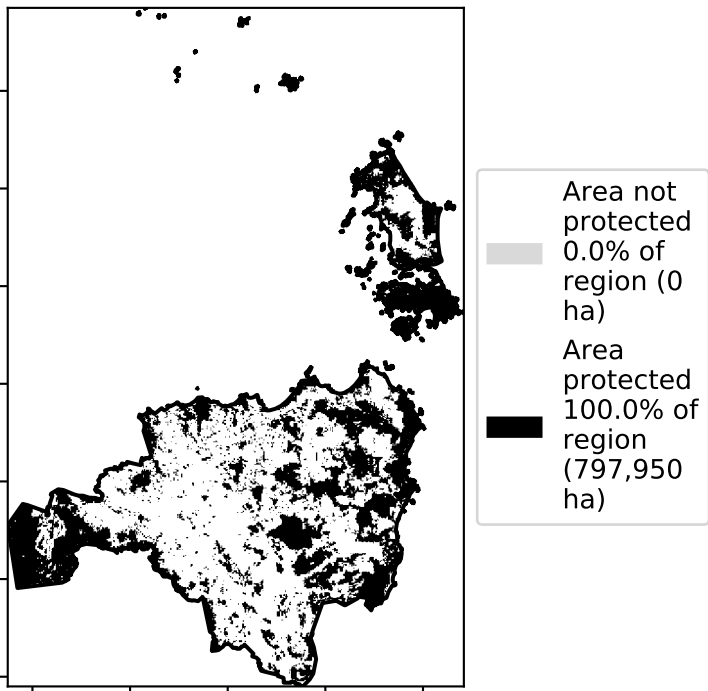 Area not
protected
0.0% of
region (0
ha)
Area
protected
100.0% of
region
(797,950
ha)